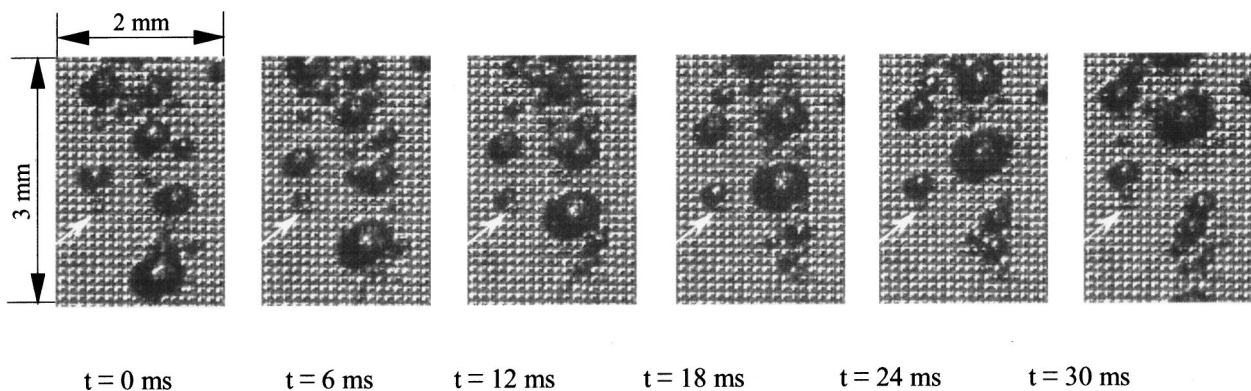 2 mm
3 mm
t = 0 ms
t = 6 ms
t = 12 ms
t = 18 ms
t = 24 ms
t = 30 ms